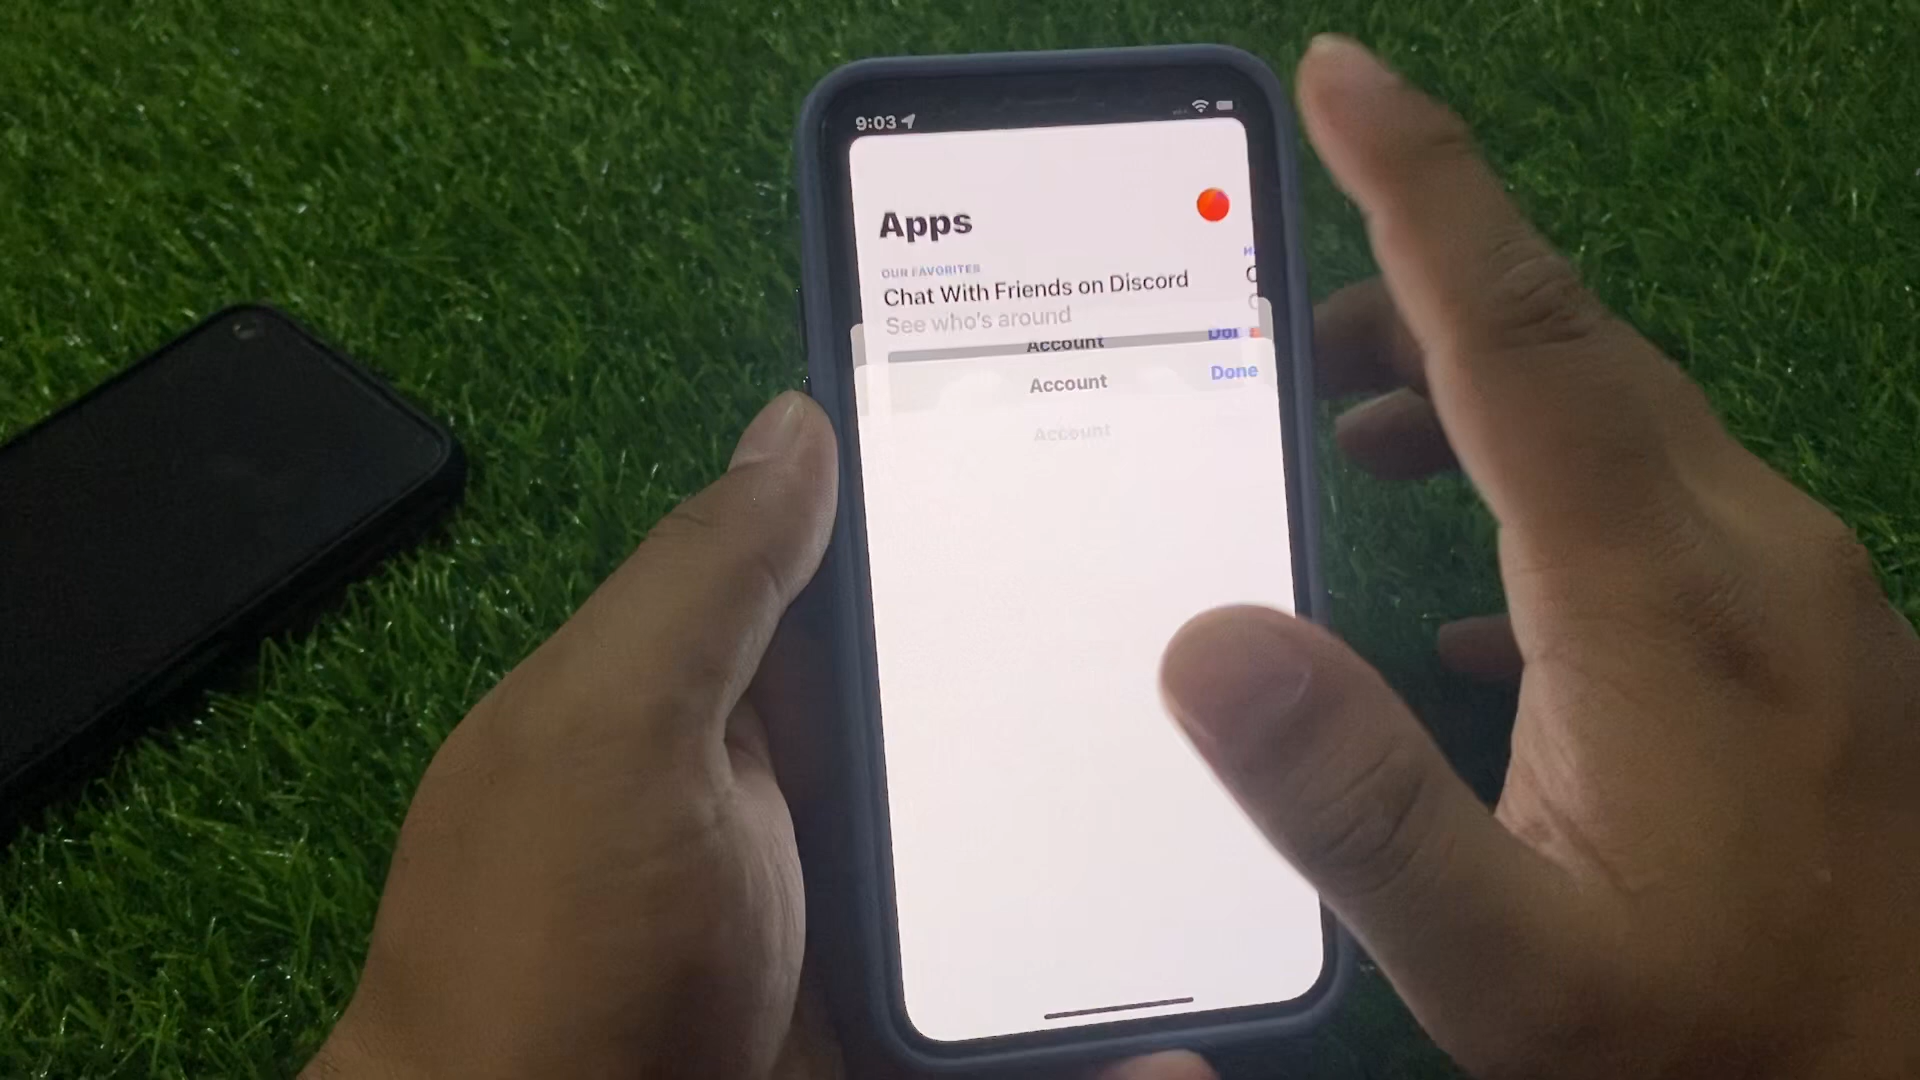 9:03
Apps
OUR FAVORITES
Chat With Friends on Discord
See who's around
Account
Account Done
Account